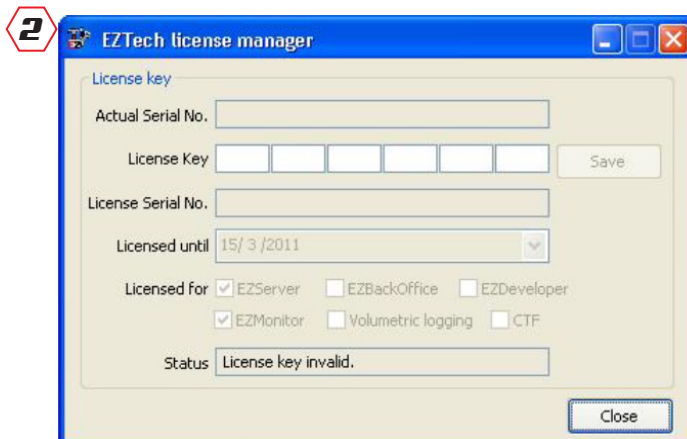 2
EZTech license manager
License key
Actual Serial No.
License Key
Save
License Serial No.
Licensed until 15/ 3 /2011
Licensed for EZServer EZBackOffice EZDeveloper
EZMonitor Volumetric logging CTF
Status License key invalid.
Close